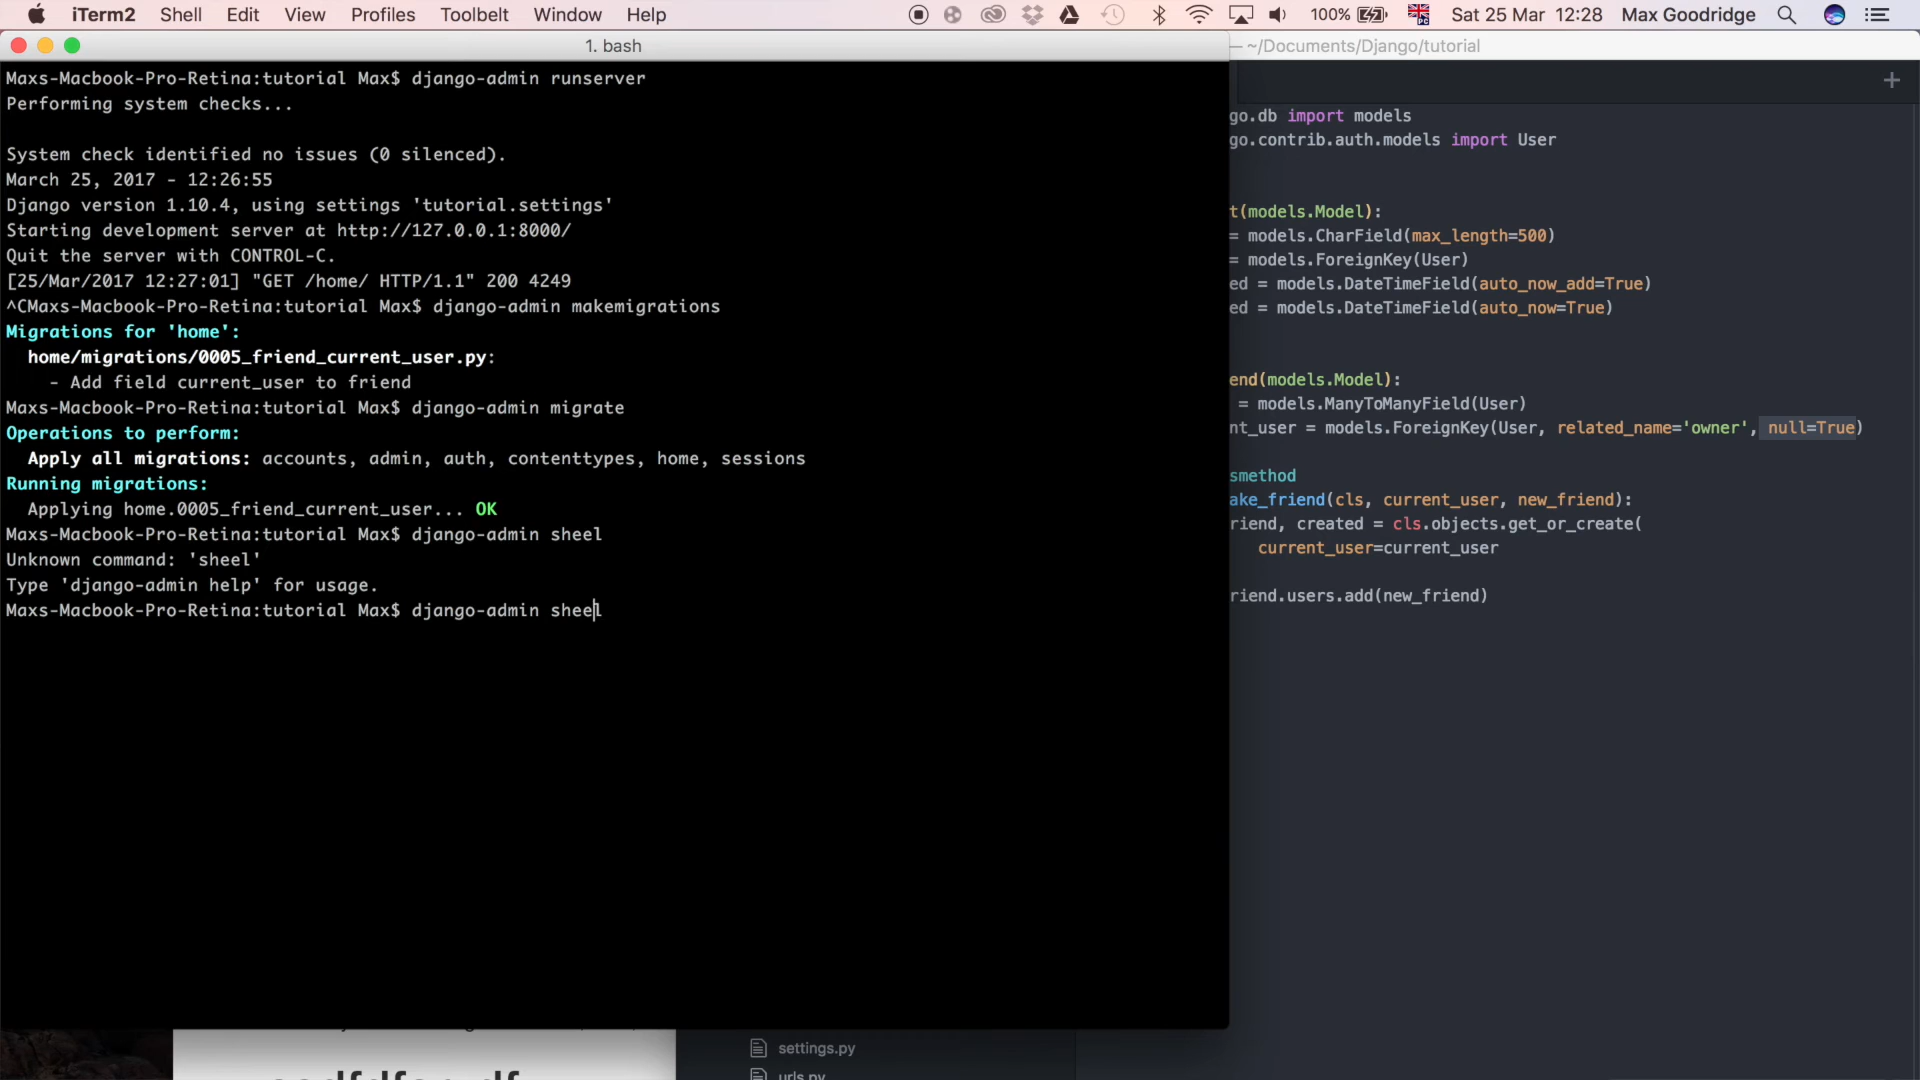 iTerm2 Shell Edit View Profiles Toolbelt Window Help 100% Sat 25 Mar 12:28 Max Goodridge
1. bash
— ~/Documents/Django/tutorial
Maxs-Macbook-Pro-Retina:tutorial Max$ django-admin runserver
Performing system checks...
System check identified no issues (0 silenced).
March 25, 2017 - 12:26:55
Django version 1.10.4, using settings 'tutorial.settings'
Starting development server at http://127.0.0.1:8000/
Quit the server with CONTROL-C.
[25/Mar/2017 12:27:01] "GET /home/ HTTP/1.1" 200 4249
^CMaxs-Macbook-Pro-Retina:tutorial Max$ django-admin makemigrations
Migrations for 'home':
home/migrations/0005_friend_current_user.py:
- Add field current_user to friend
Maxs-Macbook-Pro-Retina:tutorial Max$ django-admin migrate
Operations to perform:
Apply all migrations: accounts, admin, auth, contenttypes, home, sessions
Running migrations:
Applying home.0005_friend_current_user... OK
Maxs-Macbook-Pro-Retina:tutorial Max$ django-admin sheel
Unknown command: 'sheel'
Type 'django-admin help' for usage.
Maxs-Macbook-Pro-Retina:tutorial Max$ django-admin sheel
go.db import models
go.contrib.auth.models import User
t(models.Model):
= models.CharField(max_length=500)
= models.ForeignKey(User)
ed = models.DateTimeField(auto_now_add=True)
ed = models.DateTimeField(auto_now=True)
end(models.Model):
= models.ManyToManyField(User)
nt_user = models.ForeignKey(User, related_name='owner', null=True)
smethod
ake_friend(cls, current_user, new_friend):
riend, created = cls.objects.get_or_create(
current_user=current_user
riend.users.add(new_friend)
settings.py
urls.py